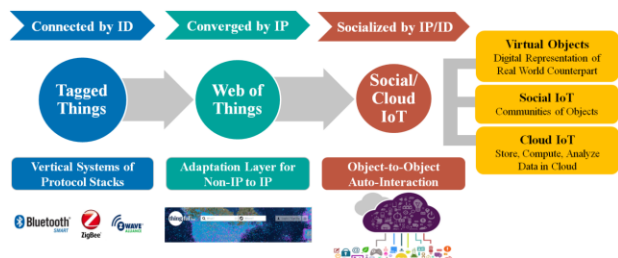 Connected by ID
Converged by IP
Socialized by IP/ID
Tagged
Things
Web of
Things
Social/
Cloud
IoT
Virtual Objects
Digital Representation of
Real World Counterpart
Social IoT
Communities of Objects
Cloud IoT
Store, Compute, Analyze
Data in Cloud
Vertical Systems of
Protocol Stacks
Adaptation Layer for
Non-IP to IP
Object-to-Object
Auto-Interaction
Bluetooth
SMART
ZigBee
WAVE
thing